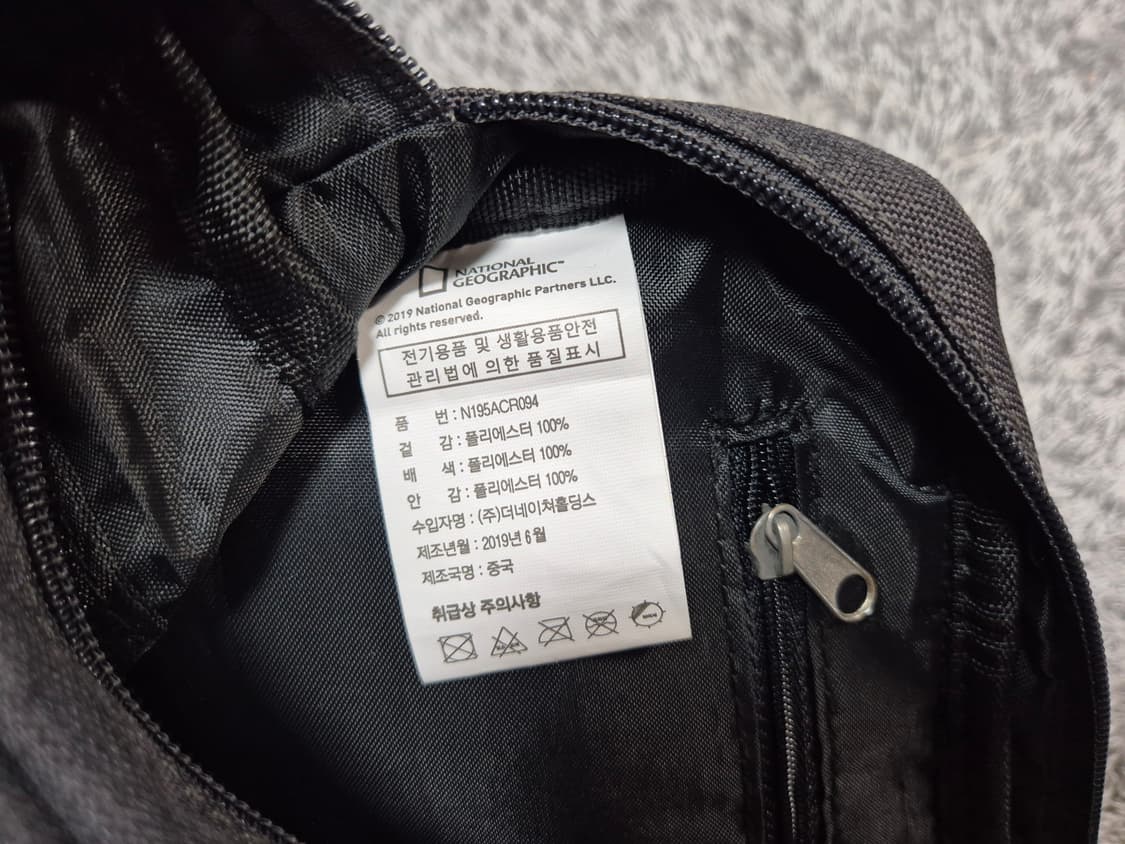 NATIONAL
GEOGRAPHIC™
© 2019 National Geographic Partners LLC.
All rights reserved.
전기용품 및 생활용품안전
관리법에 의한 품질표시
품 번 : N195ACR094
겉 감 : 폴리에스터 100%
배 색 : 폴리에스터 100%
안 감 : 폴리에스터 100%
수입자명 : (주)더네이쳐홀딩스
제조년월 : 2019년 6월
제조국명 : 중국
취급상 주의사항